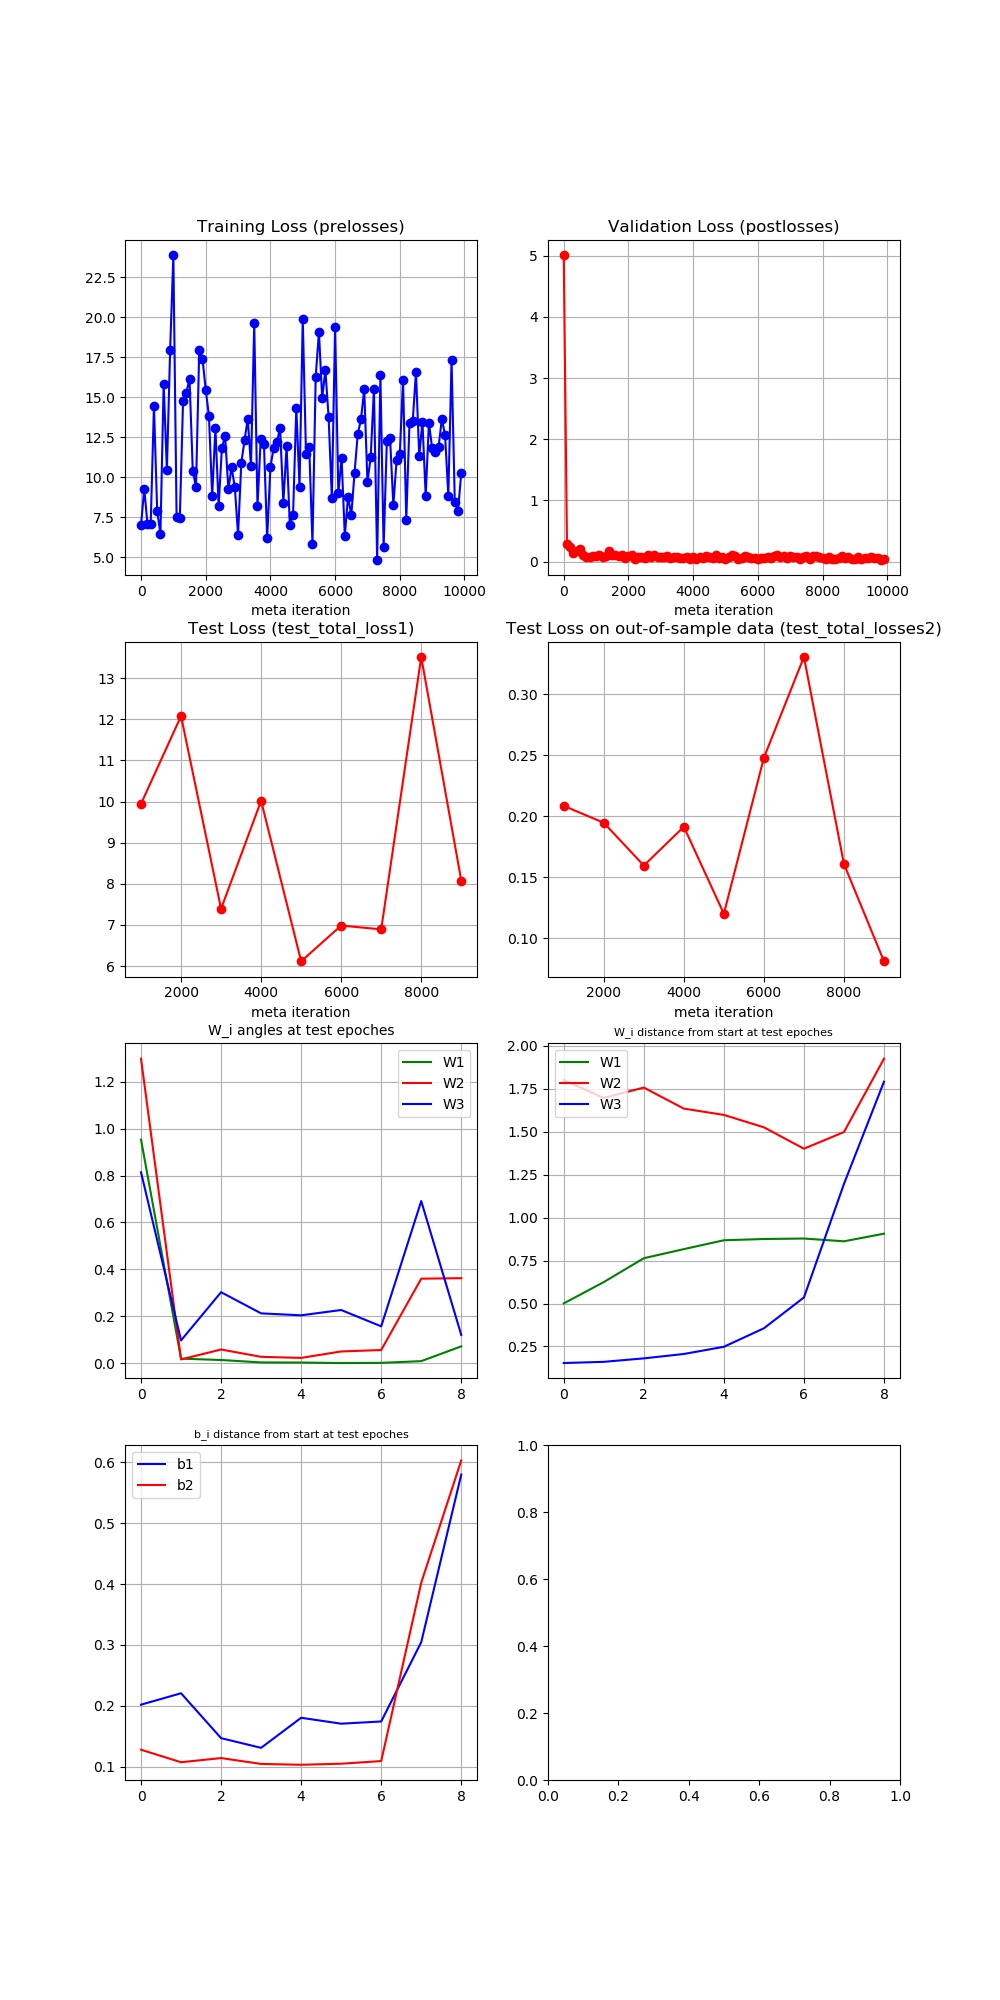 Training Loss (prelosses)
22.5
20.0
17.5
15.0
12.5
10.0
7.5
5.0
0 2000 4000 6000 8000 10000
meta iteration
Validation Loss (postlosses)
5
4
3
2
1
0
0 2000 4000 6000 8000 10000
meta iteration
Test Loss (test_total_loss1)
13
12
11
10
9
8
7
6
2000 4000 6000 8000
meta iteration
Test Loss on out-of-sample data (test_total_losses2)
0.30
0.25
0.20
0.15
0.10
2000 4000 6000 8000
meta iteration
W_i angles at test epoches
W1
W2
W3
1.2
1.0
0.8
0.6
0.4
0.2
0.0
0 2 4 6 8
W_i distance from start at test epoches
W1
W2
W3
2.00
1.75
1.50
1.25
1.00
0.75
0.50
0.25
0 2 4 6 8
b_i distance from start at test epoches
b1
b2
0.6
0.5
0.4
0.3
0.2
0.1
0 2 4 6 8
1.0
0.8
0.6
0.4
0.2
0.0
0.0 0.2 0.4 0.6 0.8 1.0